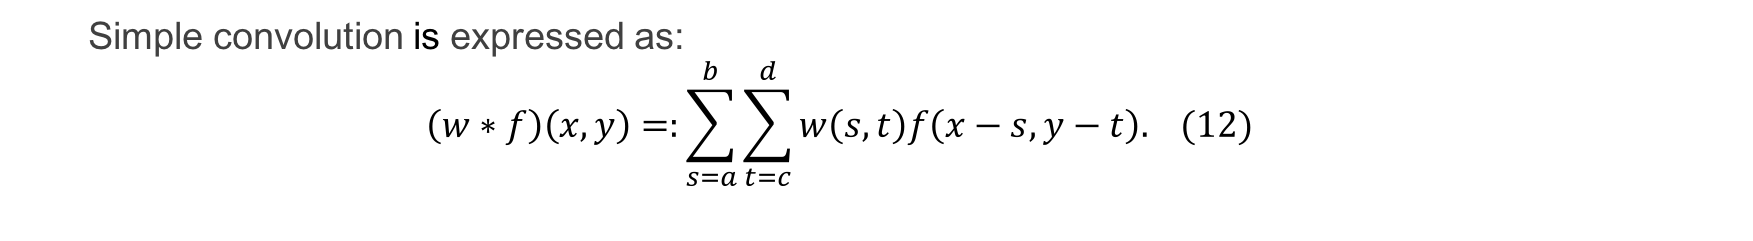 Simple convolution is expressed as:
(w ∗ f)(x, y) =: ∑_{s=a}^{b} ∑_{t=c}^{d} w(s, t)f(x − s, y − t). (12)